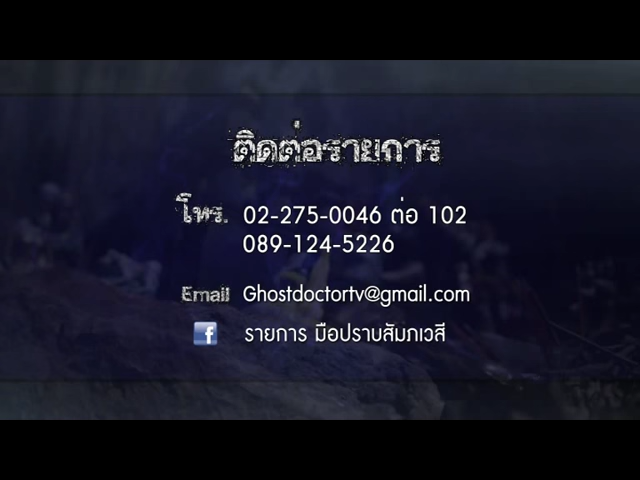 ติดต่อรายการ
โทร. 02-275-0046 ต่อ 102
089-124-5226
Email Ghostdoctortv@gmail.com
f รายการ มือปราบสัมภเวสี